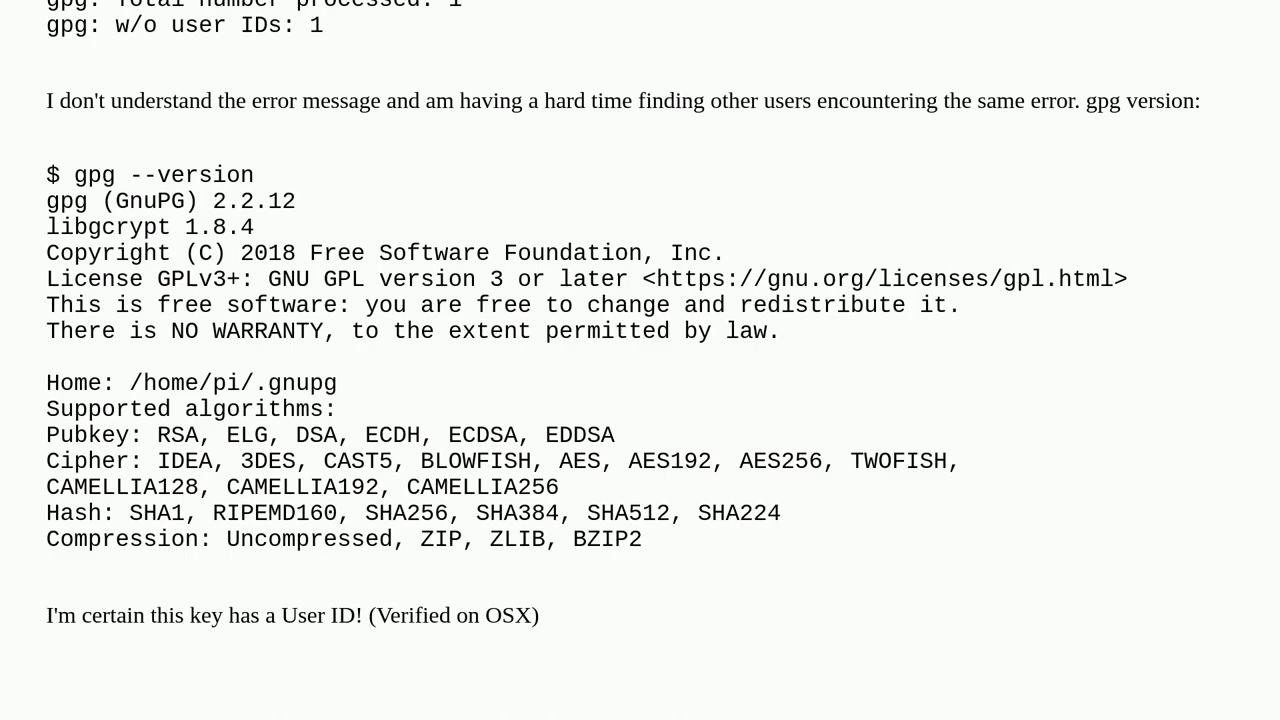 gpg: Total number processed: 1
gpg: w/o user IDs: 1
I don't understand the error message and am having a hard time finding other users encountering the same error. gpg version:
$ gpg --version
gpg (GnuPG) 2.2.12
libgcrypt 1.8.4
Copyright (C) 2018 Free Software Foundation, Inc.
License GPLv3+: GNU GPL version 3 or later <https://gnu.org/licenses/gpl.html>
This is free software: you are free to change and redistribute it.
There is NO WARRANTY, to the extent permitted by law.
Home: /home/pi/.gnupg
Supported algorithms:
Pubkey: RSA, ELG, DSA, ECDH, ECDSA, EDDSA
Cipher: IDEA, 3DES, CAST5, BLOWFISH, AES, AES192, AES256, TWOFISH,
CAMELLIA128, CAMELLIA192, CAMELLIA256
Hash: SHA1, RIPEMD160, SHA256, SHA384, SHA512, SHA224
Compression: Uncompressed, ZIP, ZLIB, BZIP2
I'm certain this key has a User ID! (Verified on OSX)